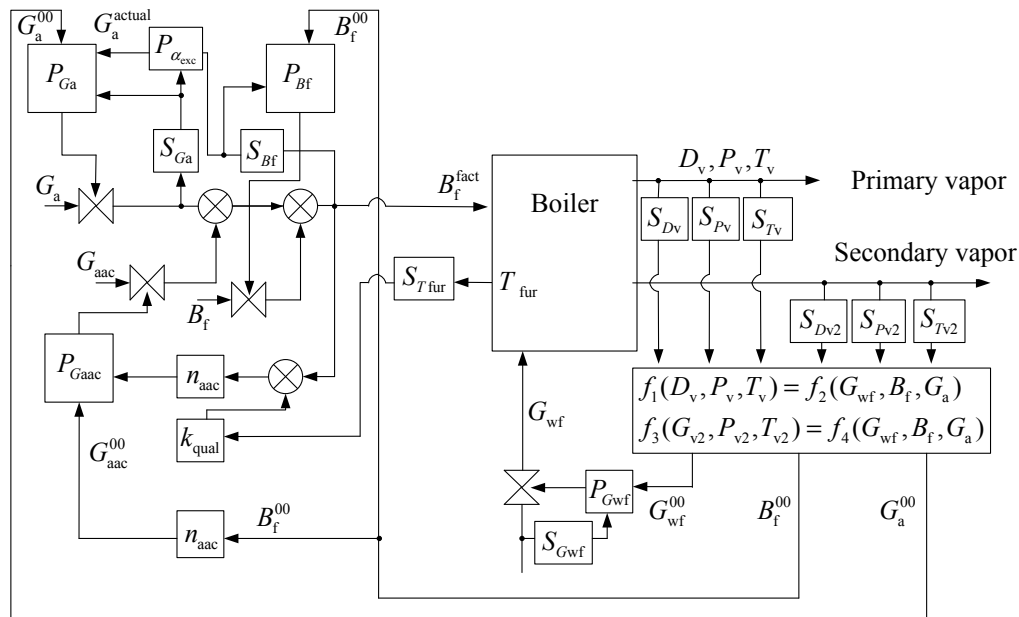 G_a^00
G_a^actual
B_f^00
P_Ga
P_αexc
P_Bf
S_Ga
S_Bf
G_a
B_f^fact
Boiler
D_v, P_v, T_v
Primary vapor
S_Dv
S_Pv
S_Tv
Secondary vapor
G_aac
B_f
S_T fur
T_fur
S_Dv2
S_Pv2
S_Tv2
P_Gaac
n_aac
k_qual
G_wf
f_1(D_v, P_v, T_v) = f_2(G_wf, B_f, G_a)
f_3(G_v2, P_v2, T_v2) = f_4(G_wf, B_f, G_a)
G_aac^00
P_Gwf
G_wf^00
B_f^00
G_a^00
n_aac
B_f^00
S_Gwf